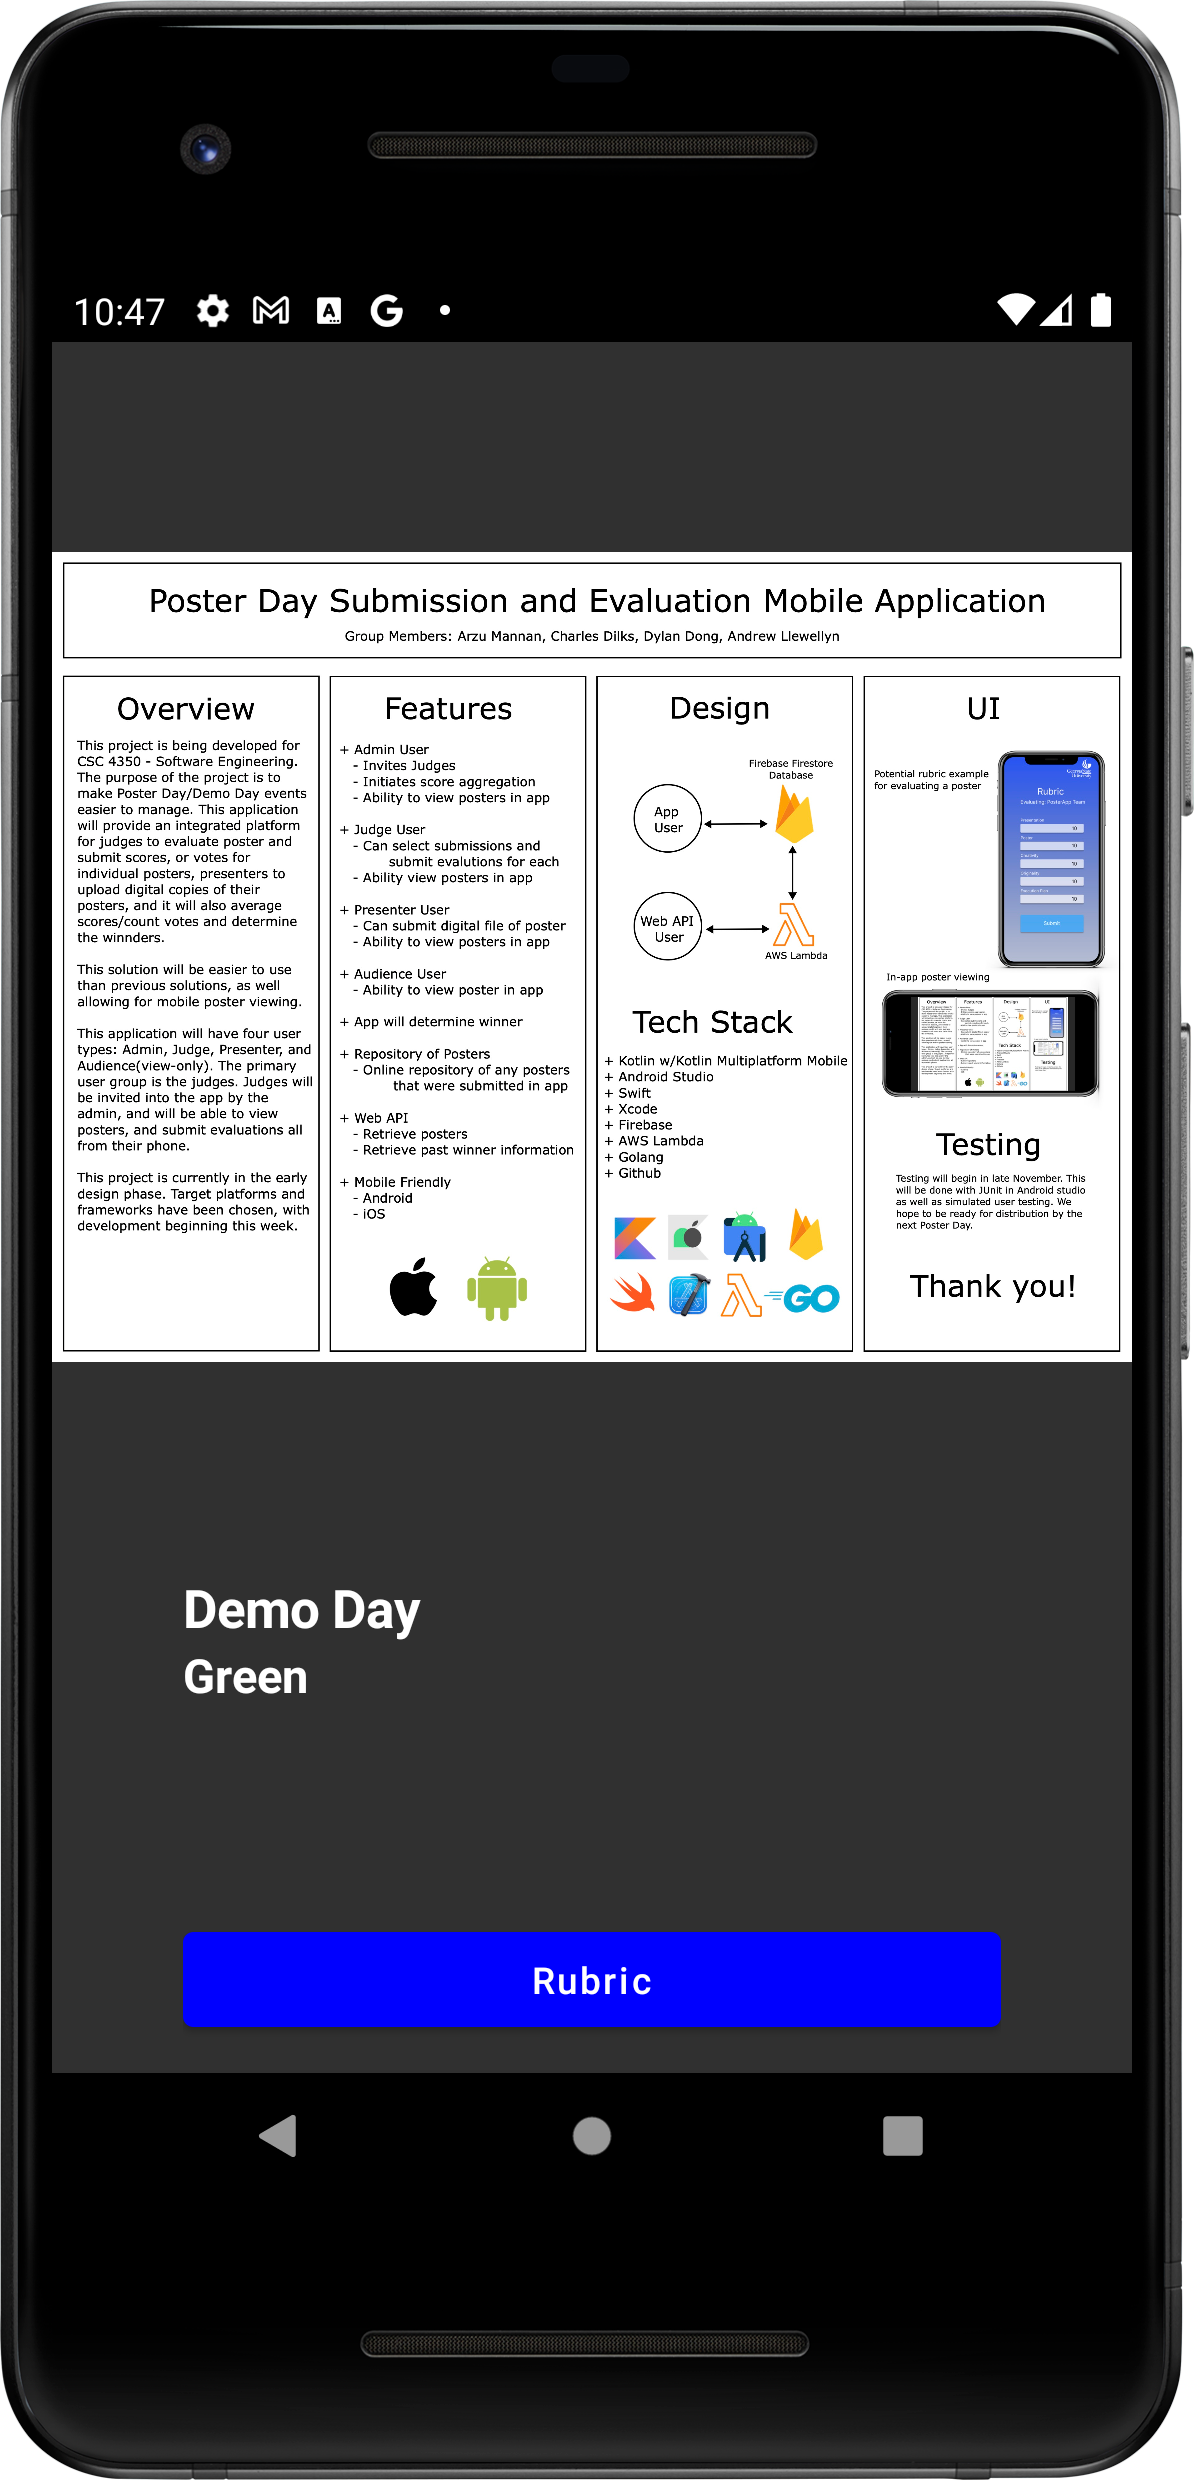 10:47
Poster Day Submission and Evaluation Mobile Application
Group Members: Arzu Mannan, Charles Dilks, Dylan Dong, Andrew Llewellyn
Overview
This project is being developed for
CSC 4350 - Software Engineering.
The purpose of the project is to
make Poster Day/Demo Day events
easier to manage. This application
will provide an integrated platform
for judges to evaluate poster and
submit scores, or votes for
individual posters, presenters to
upload digital copies of their
posters, and it will also average
scores/count votes and determine
the winnders.
This solution will be easier to use
than previous solutions, as well
allowing for mobile poster viewing.
This application will have four user
types: Admin, Judge, Presenter, and
Audience(view-only). The primary
user group is the judges. Judges will
be invited into the app by the
admin, and will be able to view
posters, and submit evaluations all
from their phone.
This project is currently in the early
design phase. Target platforms and
frameworks have been chosen, with
development beginning this week.
Features
+ Admin User
- Invites Judges
- Initiates score aggregation
- Ability to view posters in app
+ Judge User
- Can select submissions and
submit evalutions for each
- Ability view posters in app
+ Presenter User
- Can submit digital file of poster
- Ability to view posters in app
+ Audience User
- Ability to view poster in app
+ App will determine winner
+ Repository of Posters
- Online repository of any posters
that were submitted in app
+ Web API
- Retrieve posters
- Retrieve past winner information
+ Mobile Friendly
- Android
- iOS
Design
Firebase Firestore
Database
App
User
Web API
User
AWS Lambda
Tech Stack
+ Kotlin w/Kotlin Multiplatform Mobile
+ Android Studio
+ Swift
+ Xcode
+ Firebase
+ AWS Lambda
+ Golang
+ Github
GO
UI
Potential rubric example
for evaluating a poster
Rubric
Evaluating: PosterApp Team
Presentation
10
10
Creativity
10
10
10
Submit
In-app poster viewing
Overview
Features
Design
UI
Tech Stack
Testing
Testing
Testing will begin in late November. This
will be done with JUnit in Android studio
as well as simulated user testing. We
hope to be ready for distribution by the
next Poster Day.
Thank you!
Demo Day
Green
Rubric